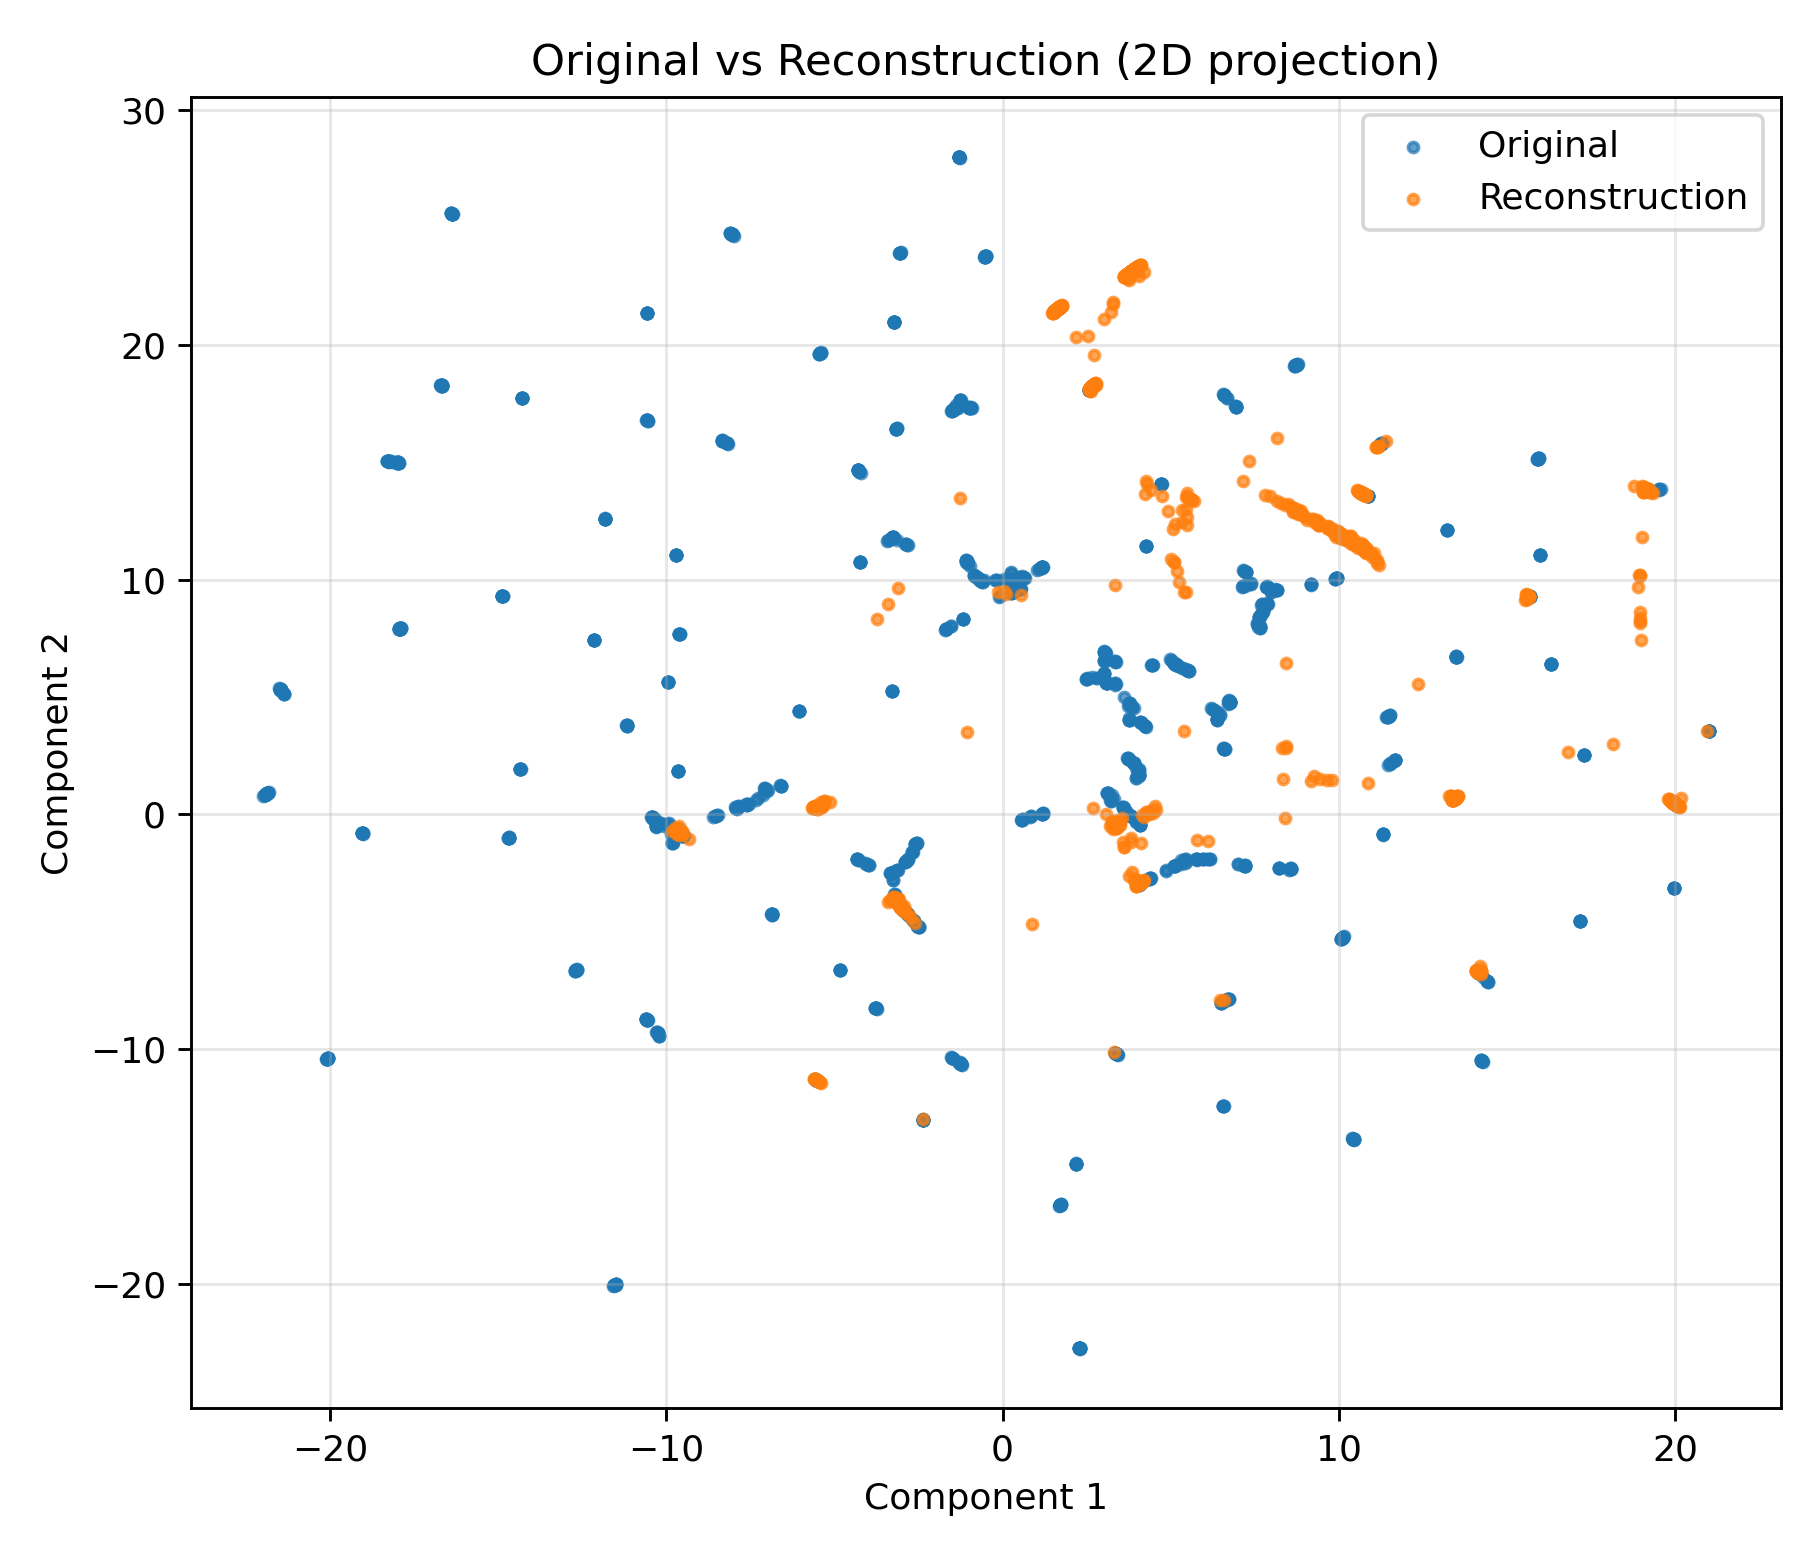 Original vs Reconstruction (2D projection)
Original
Reconstruction
30
20
10
0
−10
−20
Component 2
−20
−10
0
10
20
Component 1